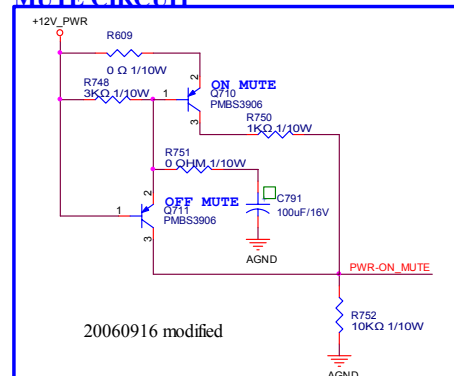 MUTE CIRCUIT
+12V_PWR
R609
0 Ω 1/10W
R748
3KΩ 1/10W
2
ON MUTE
1
Q710
PMBS3906
3
R750
1KΩ 1/10W
R751
0 OHM 1/10W
2
OFF MUTE
1
Q711
PMBS3906
3
C791
100uF/16V
AGND
PWR-ON_MUTE
R752
10KΩ 1/10W
20060916 modified
AGND